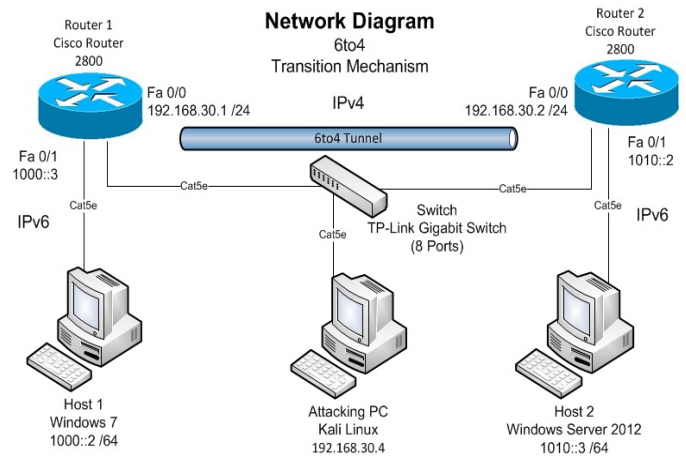 Network Diagram
6to4
Transition Mechanism
Router 1
Cisco Router
2800
Router 2
Cisco Router
2800
Fa 0/0
192.168.30.1 /24
IPv4
Fa 0/0
192.168.30.2 /24
6to4 Tunnel
Fa 0/1
1000::3
Fa 0/1
1010::2
Cat5e
Cat5e
Cat5e
Cat5e
Cat5e
IPv6
IPv6
Switch
TP-Link Gigabit Switch
(8 Ports)
Host 1
Windows 7
1000::2 /64
Attacking PC
Kali Linux
192.168.30.4
Host 2
Windows Server 2012
1010::3 /64